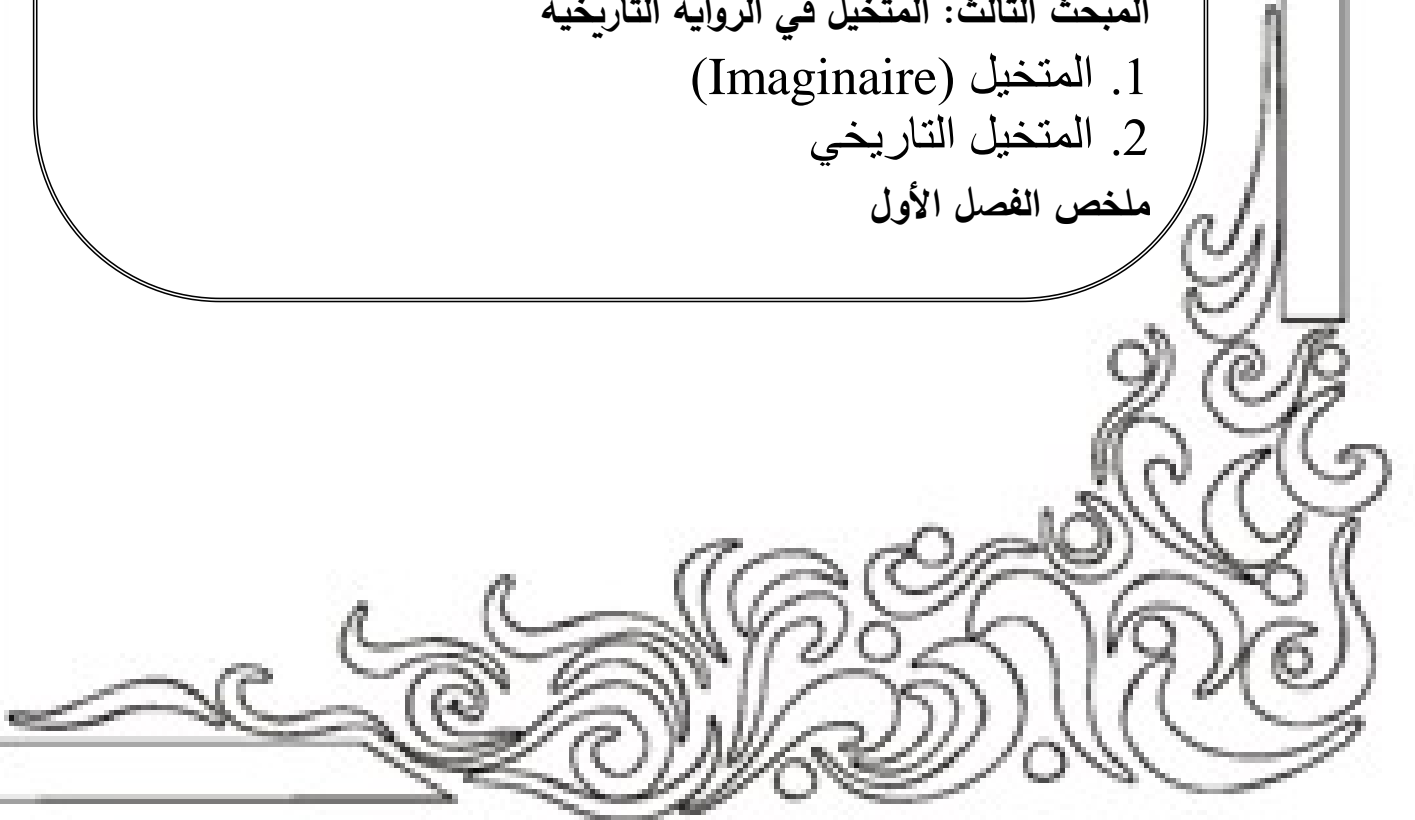 المبحث الثالث: المتخيل في الرواية التاريخية
1. المتخيل (Imaginaire)
2. المتخيل التاريخي
ملخص الفصل الأول